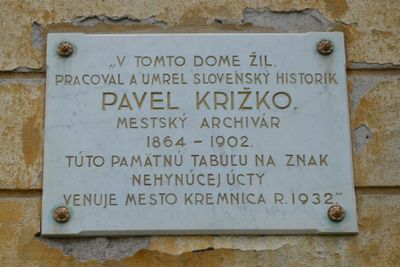 „V TOMTO DOME ŽIL,
PRACOVAL A UMREL SLOVENSKÝ HISTORIK
PAVEL KRIŽKO,
MESTSKÝ ARCHIVÁR
1864 – 1902.
TÚTO PAMÄTNÚ TABUĽU NA ZNAK
NEHYNÚCEJ ÚCTY
VENUJE MESTO KREMNICA R. 1932.”